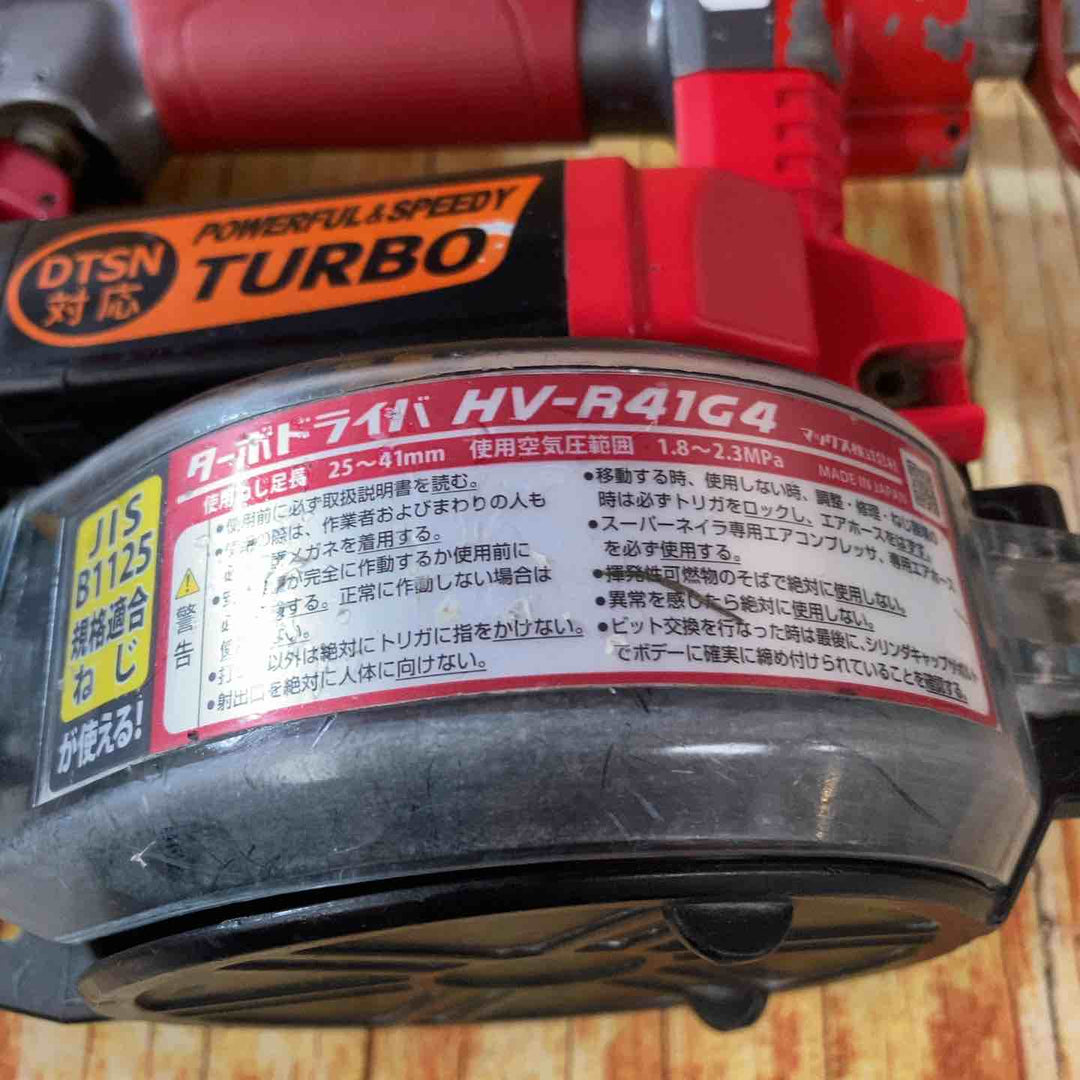 POWERFUL & SPEEDY
TURBO
DTSN
対応
ターボドライバ HV-R41G4
マックス株式会社
使用ねじ足長 25～41mm 使用空気圧範囲 1.8～2.3MPa
MADE IN JAPAN
JIS
B1125
規格適合
ねじ
が使える!
警告
●使用前に必ず取扱説明書を読む。
の際は、作業者およびまわりの人も
メガネを着用する。
が完全に作動するか使用前に
する。正常に作動しない場合は
い。
●打 以外は絶対にトリガに指をかけない。
●射出口を絶対に人体に向けない。
●移動する時、使用しない時、調整・修理・ねじ
時は必ずトリガをロックし、エアホースを
●スーパーネイラ専用エアコンプレッサ、専用エアホース
を必ず使用する。
●揮発性可燃物のそばで絶対に使用しない。
●異常を感じたら絶対に使用しない。
●ビット交換を行なった時は最後に、シリンダキャップ
でボデーに確実に締め付けられていることを確認する。